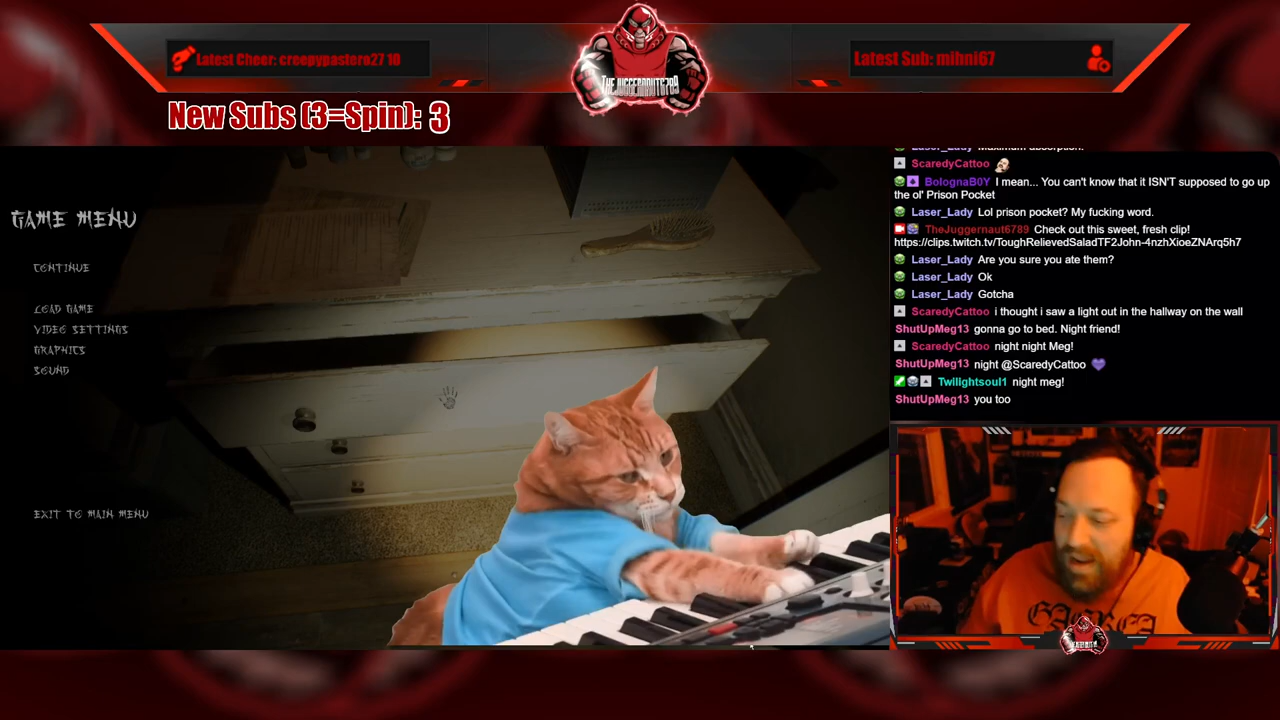 Latest Cheer: creepypastero27 10
THEJUGGERNAUT6789
Latest Sub: mihni67
New Subs (3=Spin): 3
GAME MENU
CONTINUE
LOAD GAME
VIDEO SETTINGS
GRAPHICS
SOUND
EXIT TO MAIN MENU
Laser_Lady Maximum absorption.
ScaredyCattoo
BolognaB0Y I mean... You can't know that it ISN'T supposed to go up
the ol' Prison Pocket
Laser_Lady Lol prison pocket? My fucking word.
TheJuggernaut6789 Check out this sweet, fresh clip!
https://clips.twitch.tv/ToughRelievedSaladTF2John-4nzhXioeZNArq5h7
Laser_Lady Are you sure you ate them?
Laser_Lady Ok
Laser_Lady Gotcha
ScaredyCattoo i thought i saw a light out in the hallway on the wall
ShutUpMeg13 gonna go to bed. Night friend!
ScaredyCattoo night night Meg!
ShutUpMeg13 night @ScaredyCattoo
Twilightsoul1 night meg!
ShutUpMeg13 you too